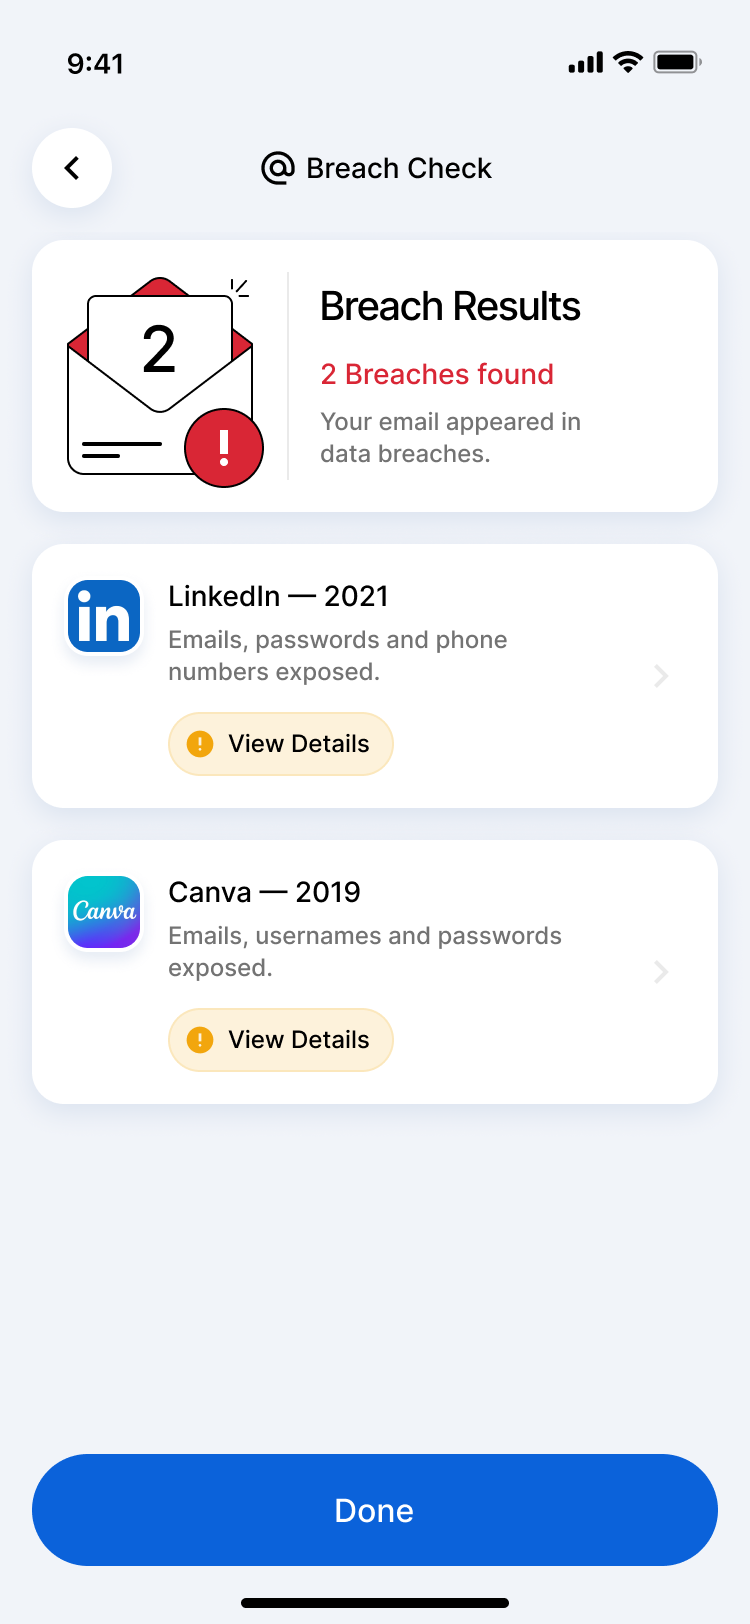 9:41
Breach Check
2
Breach Results
2 Breaches found
Your email appeared in
data breaches.
in
LinkedIn — 2021
Emails, passwords and phone
numbers exposed.
View Details
Canva
Canva — 2019
Emails, usernames and passwords
exposed.
View Details
Done